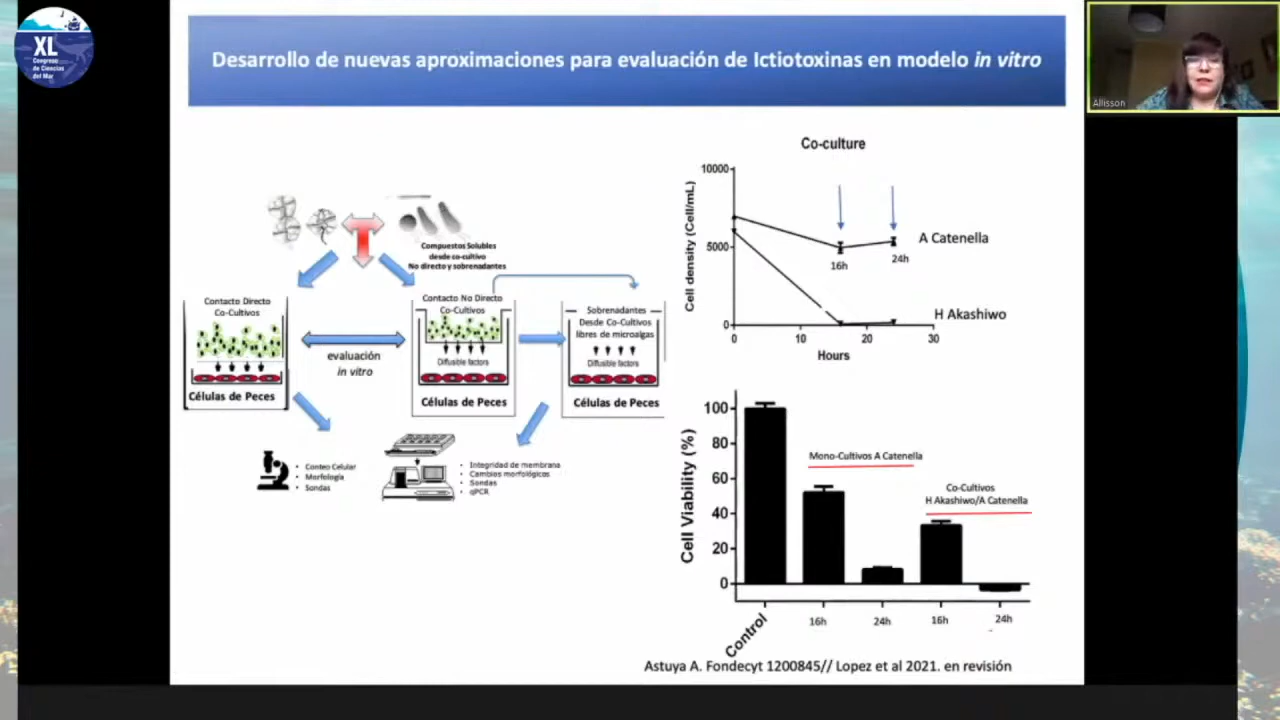 XL
Congreso
de Ciencias
del Mar
Desarrollo de nuevas aproximaciones para evaluación de Ictiotoxinas en modelo in vitro
Allisson
Compuestos Solubles
desde co-cultivo
No directo y sobrenadantes
Contacto Directo
Co-Cultivos
Células de Peces
evaluación
in vitro
Contacto No Directo
Co-Cultivos
Diffusible factors
Células de Peces
Sobrenadantes
Desde Co-Cultivos
libres de microalgas
Diffusible factors
Células de Peces
• Conteo Celular
• Morfología
• Sondas
• Integridad de membrana
• Cambios morfológicos
• Sondas
• qPCR
Co-culture
Cell density (Cell/mL)
10000
5000
0
0
10
20
30
Hours
16h
24h
A Catenella
H Akashiwo
Cell Viability (%)
100
80
60
40
20
0
Mono-Cultivos A Catenella
Co-Cultivos
H Akashiwo/A Catenella
Control
16h
24h
16h
24h
Astuya A. Fondecyt 1200845// Lopez et al 2021. en revisión